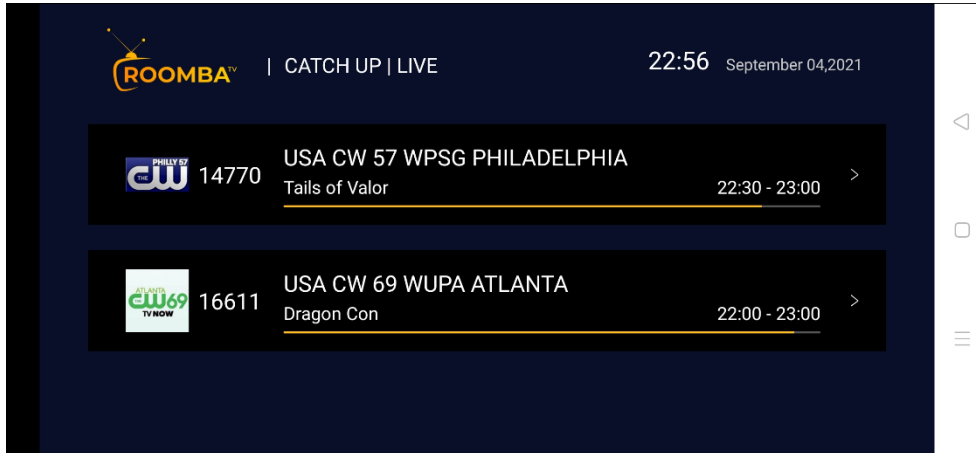 ROOMBA TV
| CATCH UP | LIVE
22:56 September 04,2021
PHILLY 57
THE CW
14770
USA CW 57 WPSG PHILADELPHIA
Tails of Valor
22:30 - 23:00
>
ATLANTA
CW69
TV NOW
16611
USA CW 69 WUPA ATLANTA
Dragon Con
22:00 - 23:00
>